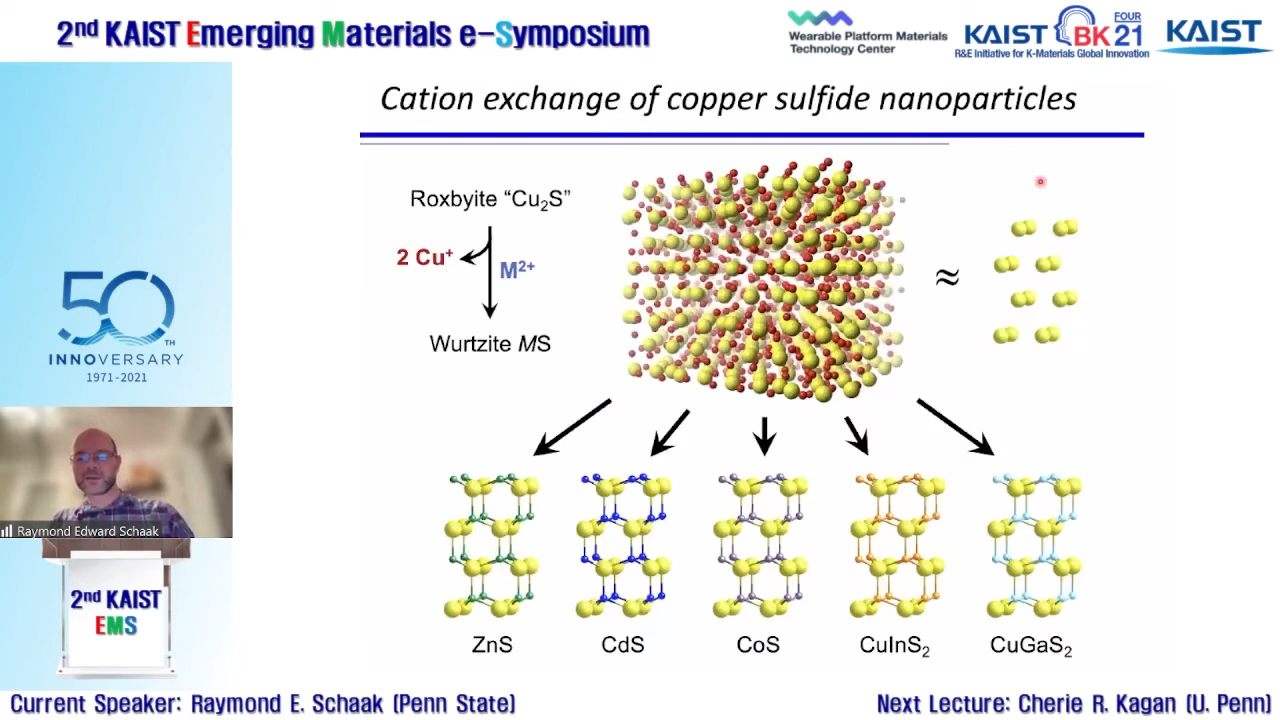 2nd KAIST Emerging Materials e-Symposium
Wearable Platform Materials
Technology Center
KAIST BK21 FOUR
R&E Initiative for K-Materials Global Innovation
KAIST
Cation exchange of copper sulfide nanoparticles
Roxbyite “Cu₂S”
2 Cu⁺
M²⁺
Wurtzite MS
≈
50TH
INNOVERSARY
1971-2021
Raymond Edward Schaak
2nd KAIST
EMS
ZnS
CdS
CoS
CuInS₂
CuGaS₂
Current Speaker: Raymond E. Schaak (Penn State)
Next Lecture: Cherie R. Kagan (U. Penn)